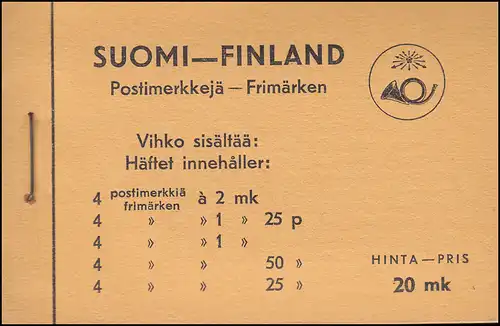 SUOMI—FINLAND
Postimerkkejä — Frimärken
Vihko sisältää:
Häftet innehåller:
4 postimerkkiä frimärken à 2 mk
4 » » 1 » 25 p
4 » » 1 »
4 » » 50 »
4 » » 25 »
HINTA—PRIS
20 mk